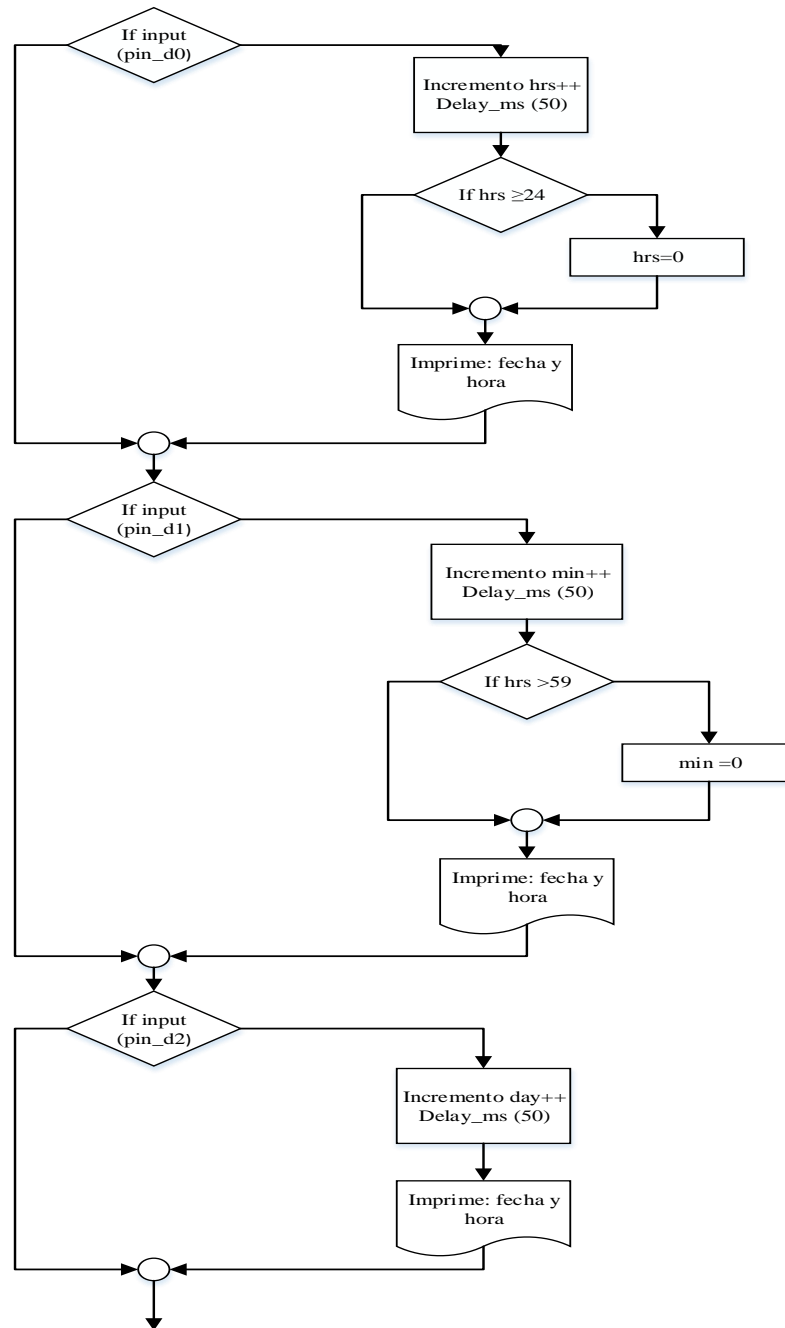 If input
(pin_d0)
Incremento hrs++
Delay_ms (50)
If hrs ≥24
hrs=0
Imprime: fecha y
hora
If input
(pin_d1)
Incremento min++
Delay_ms (50)
If hrs >59
min =0
Imprime: fecha y
hora
If input
(pin_d2)
Incremento day++
Delay_ms (50)
Imprime: fecha y
hora